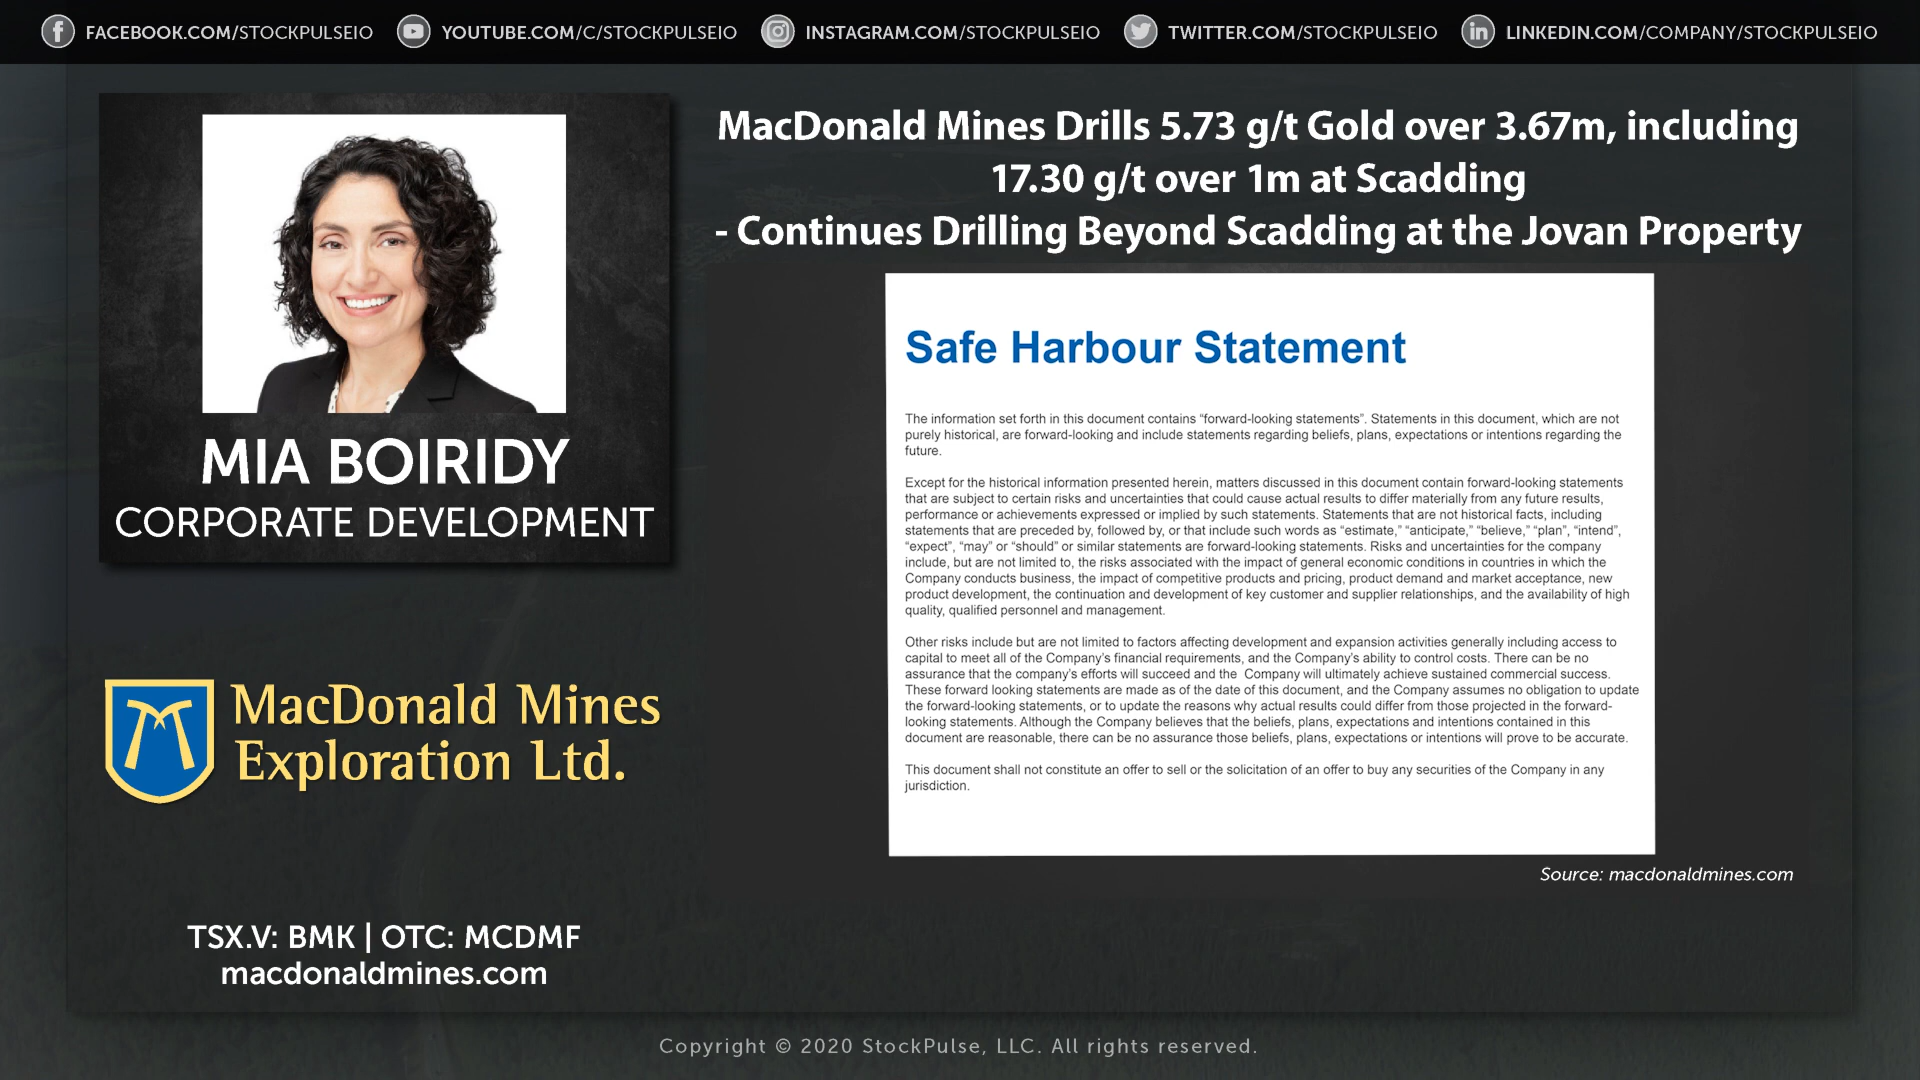 FACEBOOK.COM/STOCKPULSEIO
YOUTUBE.COM/C/STOCKPULSEIO
INSTAGRAM.COM/STOCKPULSEIO
TWITTER.COM/STOCKPULSEIO
LINKEDIN.COM/COMPANY/STOCKPULSEIO
MIA BOIRIDY
CORPORATE DEVELOPMENT
MacDonald Mines
Exploration Ltd.
TSX.V: BMK | OTC: MCDMF
macdonaldmines.com
MacDonald Mines Drills 5.73 g/t Gold over 3.67m, including
17.30 g/t over 1m at Scadding
- Continues Drilling Beyond Scadding at the Jovan Property
Safe Harbour Statement
The information set forth in this document contains “forward-looking statements”. Statements in this document, which are not
purely historical, are forward-looking and include statements regarding beliefs, plans, expectations or intentions regarding the
future.
Except for the historical information presented herein, matters discussed in this document contain forward-looking statements
that are subject to certain risks and uncertainties that could cause actual results to differ materially from any future results,
performance or achievements expressed or implied by such statements. Statements that are not historical facts, including
statements that are preceded by, followed by, or that include such words as “estimate,” “anticipate,” “believe,” “plan”, “intend”,
“expect”, “may” or “should” or similar statements are forward-looking statements. Risks and uncertainties for the company
include, but are not limited to, the risks associated with the impact of general economic conditions in countries in which the
Company conducts business, the impact of competitive products and pricing, product demand and market acceptance, new
product development, the continuation and development of key customer and supplier relationships, and the availability of high
quality, qualified personnel and management.
Other risks include but are not limited to factors affecting development and expansion activities generally including access to
capital to meet all of the Company’s financial requirements, and the Company’s ability to control costs. There can be no
assurance that the company’s efforts will succeed and the Company will ultimately achieve sustained commercial success.
These forward looking statements are made as of the date of this document, and the Company assumes no obligation to update
the forward-looking statements, or to update the reasons why actual results could differ from those projected in the forward-
looking statements. Although the Company believes that the beliefs, plans, expectations and intentions contained in this
document are reasonable, there can be no assurance those beliefs, plans, expectations or intentions will prove to be accurate.
This document shall not constitute an offer to sell or the solicitation of an offer to buy any securities of the Company in any
jurisdiction.
Source: macdonaldmines.com
Copyright © 2020 StockPulse, LLC. All rights reserved.